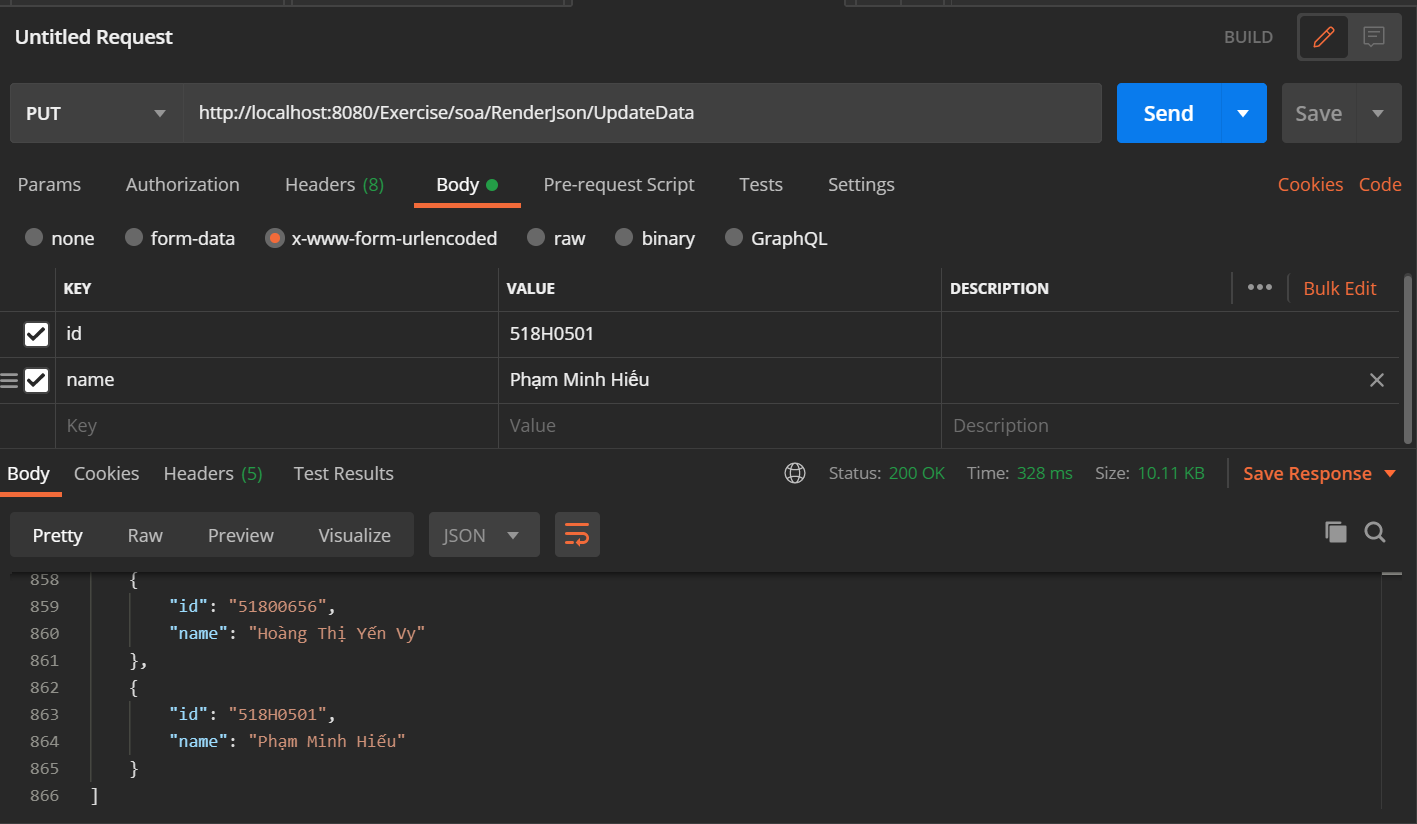 Untitled Request
BUILD
PUT
http://localhost:8080/Exercise/soa/RenderJson/UpdateData
Send
Save
Params Authorization Headers (8) Body Pre-request Script Tests Settings Cookies Code
none form-data x-www-form-urlencoded raw binary GraphQL
KEY VALUE DESCRIPTION ••• Bulk Edit
id 518H0501
name Phạm Minh Hiếu
Key Value Description
Body Cookies Headers (5) Test Results Status: 200 OK Time: 328 ms Size: 10.11 KB Save Response
Pretty Raw Preview Visualize JSON
858 {
859 "id": "51800656",
860 "name": "Hoàng Thị Yến Vy"
861 },
862 {
863 "id": "518H0501",
864 "name": "Phạm Minh Hiếu"
865 }
866 ]